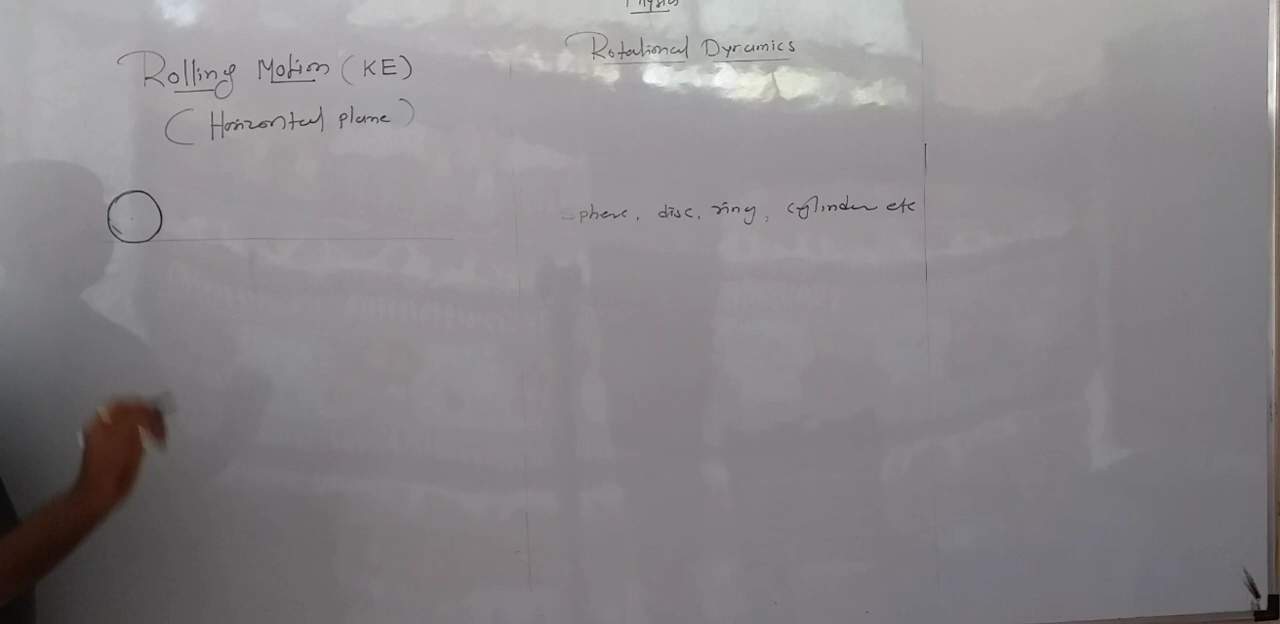 Physics
Rotational Dynamics
Rolling Motion (KE)
(Horizontal plane)
Sphere, disc, ring, cylinder etc